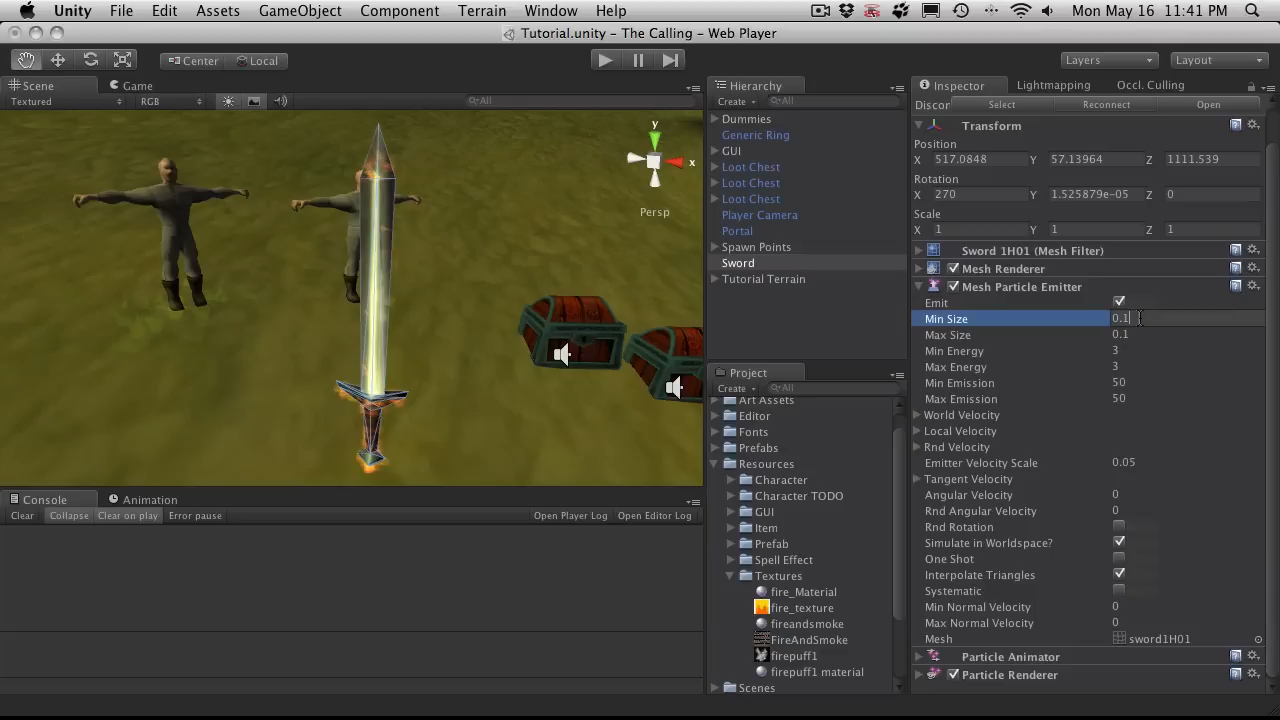 Unity File Edit Assets GameObject Component Terrain Window Help Mon May 16 11:41 PM
Tutorial.unity - The Calling - Web Player
Center Local Layers Layout
Scene Game
Textured RGB All
y
x
Persp
Hierarchy
Create All
Dummies
Generic Ring
GUI
Loot Chest
Loot Chest
Loot Chest
Player Camera
Portal
Spawn Points
Sword
Tutorial Terrain
Project
Create All
Art Assets
Editor
Fonts
Prefabs
Resources
Character
Character TODO
GUI
Item
Prefab
Spell Effect
Textures
fire_Material
fire_texture
fireandsmoke
FireAndSmoke
firepuff1
firepuff1 material
Scenes
Inspector Lightmapping Occl. Culling
Discor Select Reconnect Open
Transform
Position
X 517.0848 Y 57.13964 Z 1111.539
Rotation
X 270 Y 1.525879e-05 Z 0
Scale
X 1 Y 1 Z 1
Sword 1H01 (Mesh Filter)
Mesh Renderer
Mesh Particle Emitter
Emit
Min Size 0.1
Max Size 0.1
Min Energy 3
Max Energy 3
Min Emission 50
Max Emission 50
World Velocity
Local Velocity
Rnd Velocity
Emitter Velocity Scale 0.05
Tangent Velocity
Angular Velocity 0
Rnd Angular Velocity 0
Rnd Rotation
Simulate in Worldspace?
One Shot
Interpolate Triangles
Systematic
Min Normal Velocity 0
Max Normal Velocity 0
Mesh sword1H01
Particle Animator
Particle Renderer
Console Animation
Clear Collapse Clear on play Error pause Open Player Log Open Editor Log